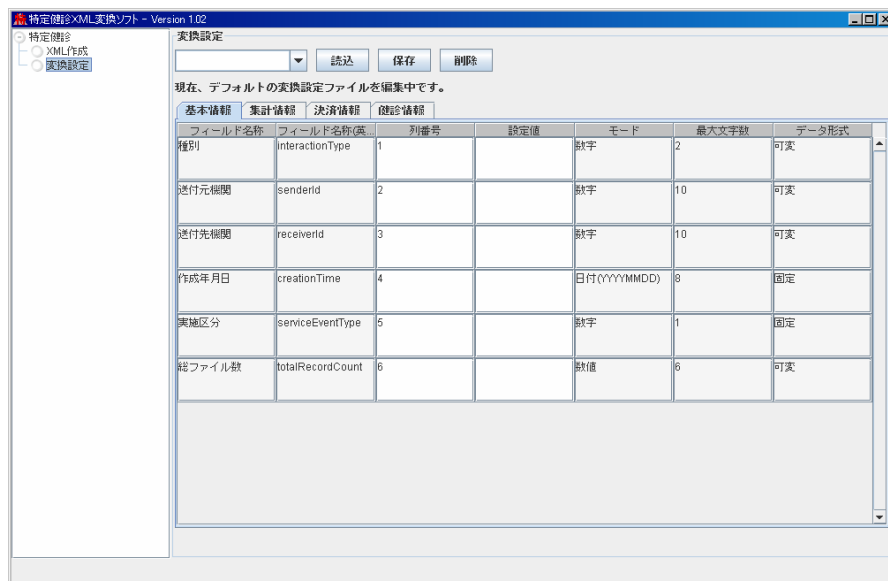 特定健診XML変換ソフト - Version 1.02
特定健診
XML作成
変換設定
変換設定
読込 保存 削除
現在、デフォルトの変換設定ファイルを編集中です。
基本情報 集計情報 決済情報 健診情報
フィールド名称 フィールド名称(英... 列番号 設定値 モード 最大文字数 データ形式
種別 interactionType 1 数字 2 可変
送付元機関 senderId 2 数字 10 可変
送付先機関 receiverId 3 数字 10 可変
作成年月日 creationTime 4 日付(YYYYMMDD) 8 固定
実施区分 serviceEventType 5 数字 1 固定
総ファイル数 totalRecordCount 6 数値 6 可変